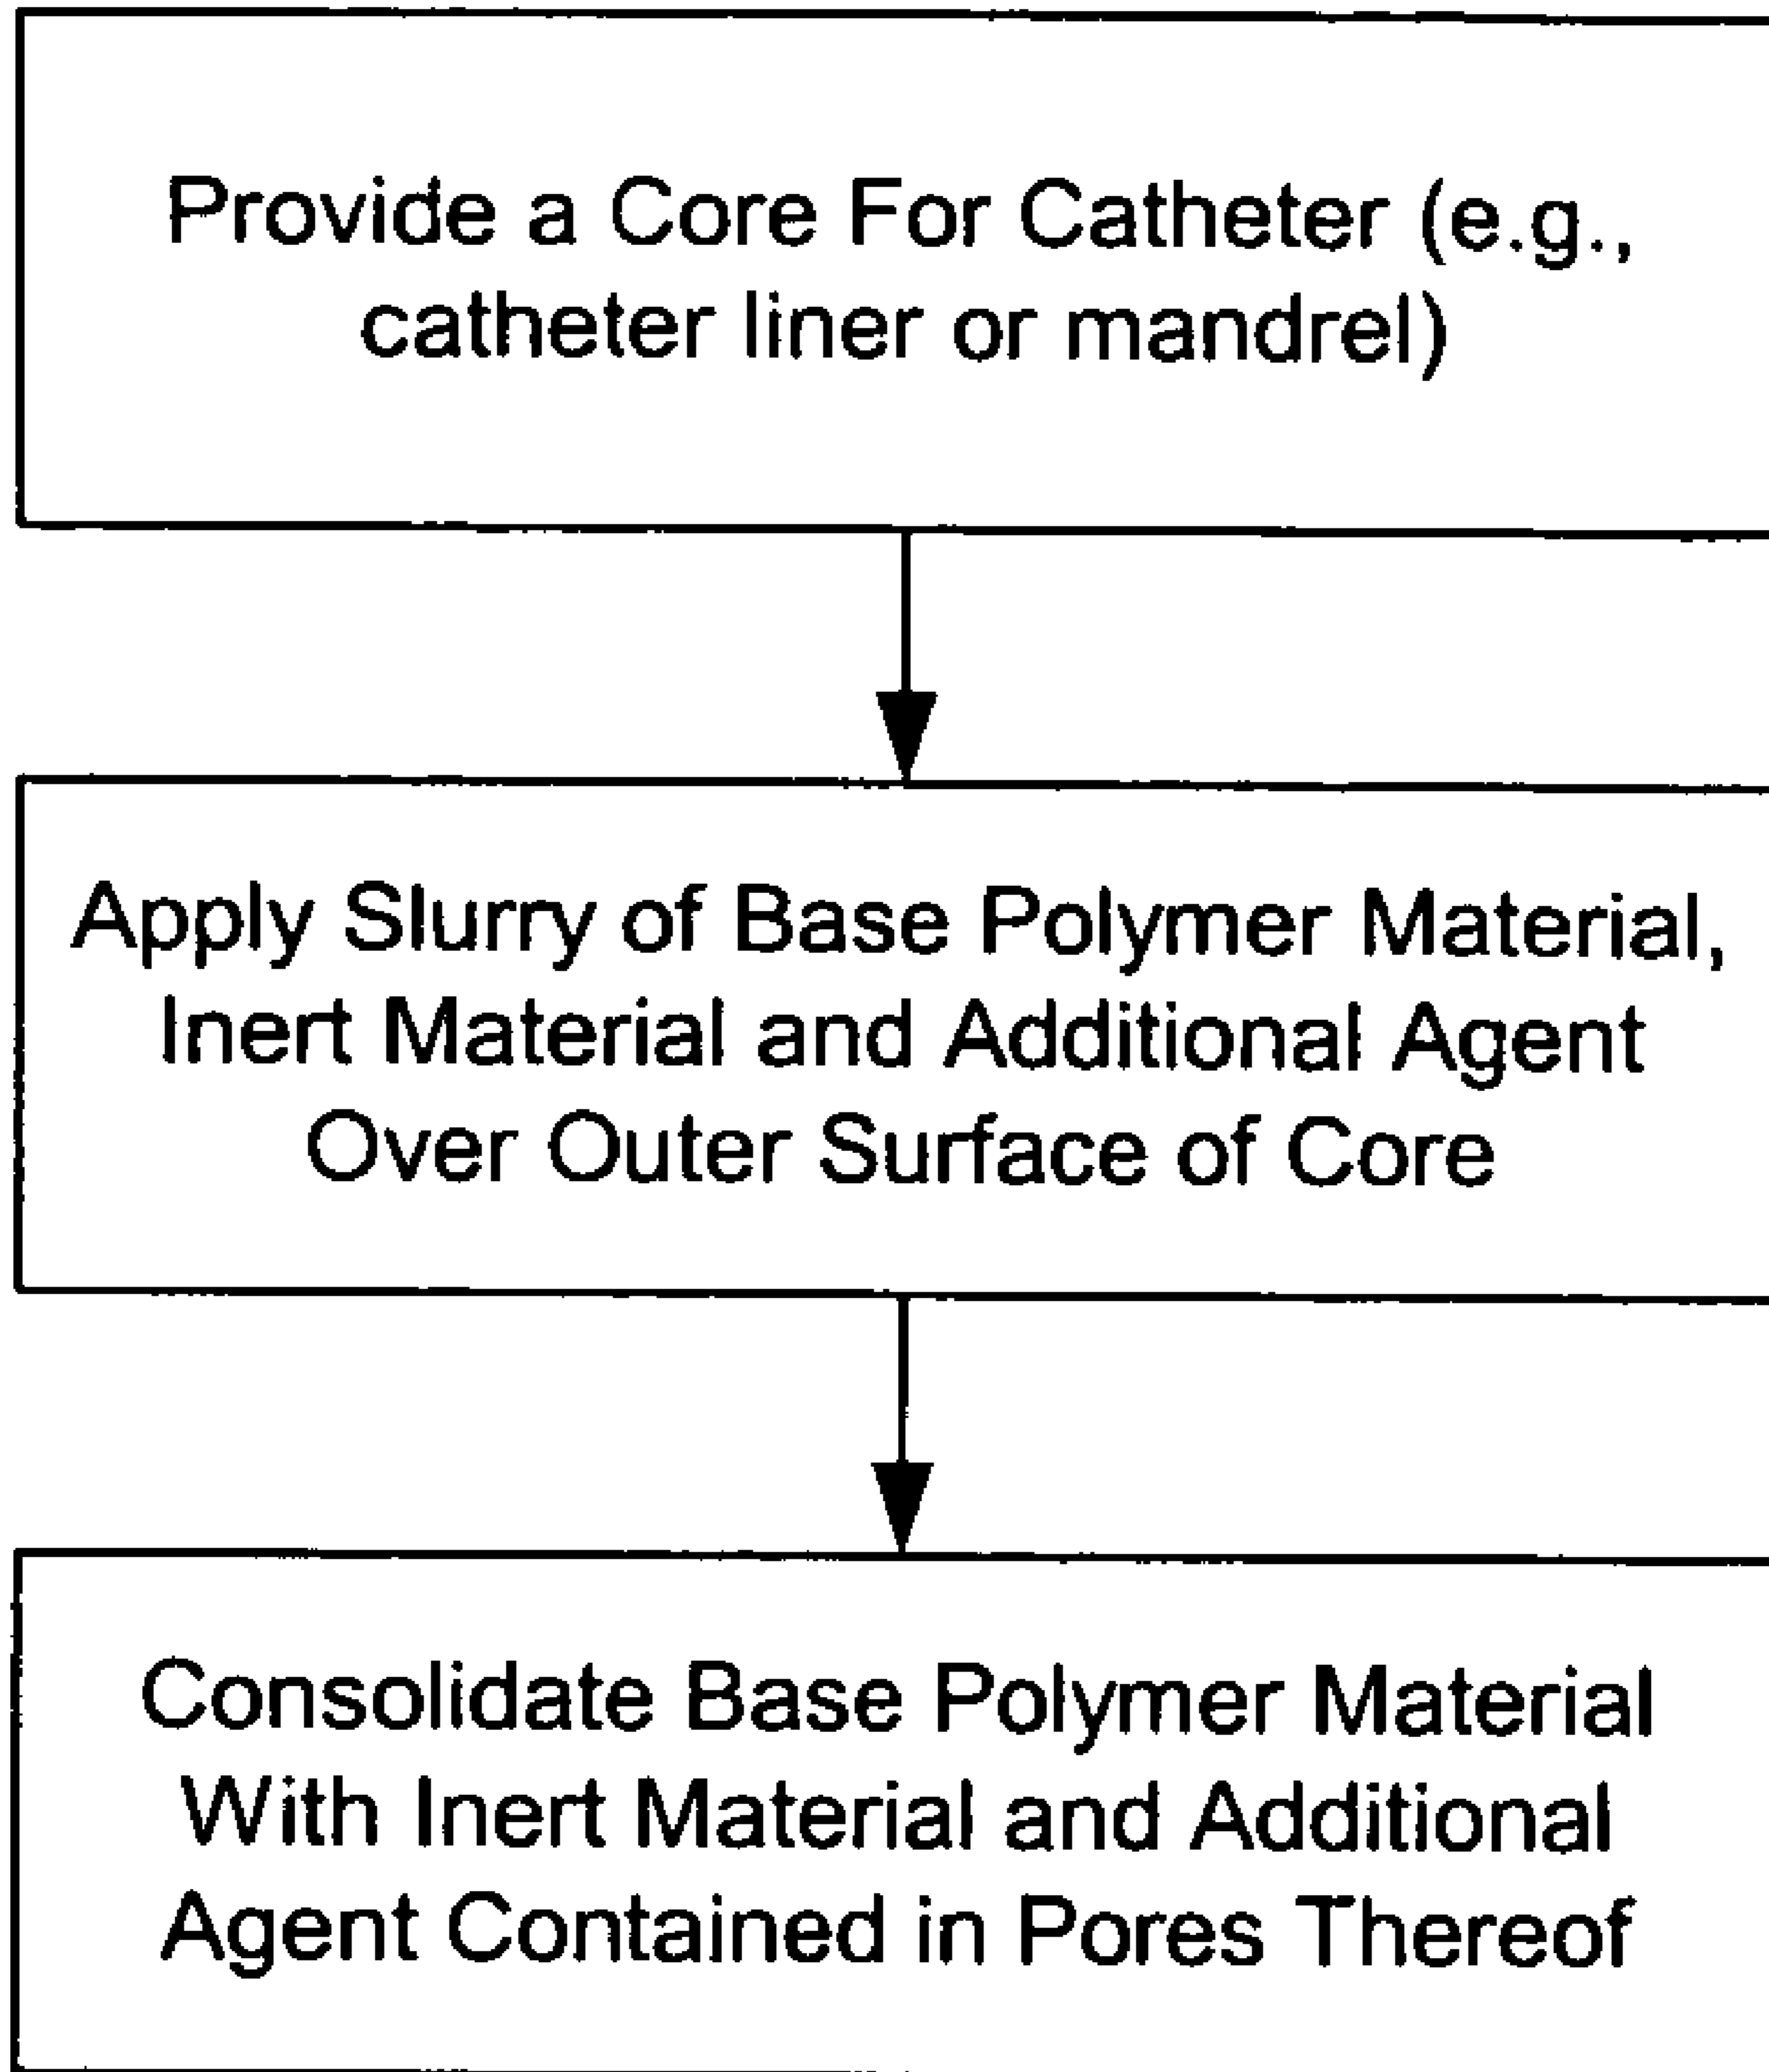 Provide a Core For Catheter (e.g.,
catheter liner or mandrel)
Apply Slurry of Base Polymer Material,
Inert Material and Additional Agent
Over Outer Surface of Core
Consolidate Base Polymer Material
With Inert Material and Additional
Agent Contained in Pores Thereof